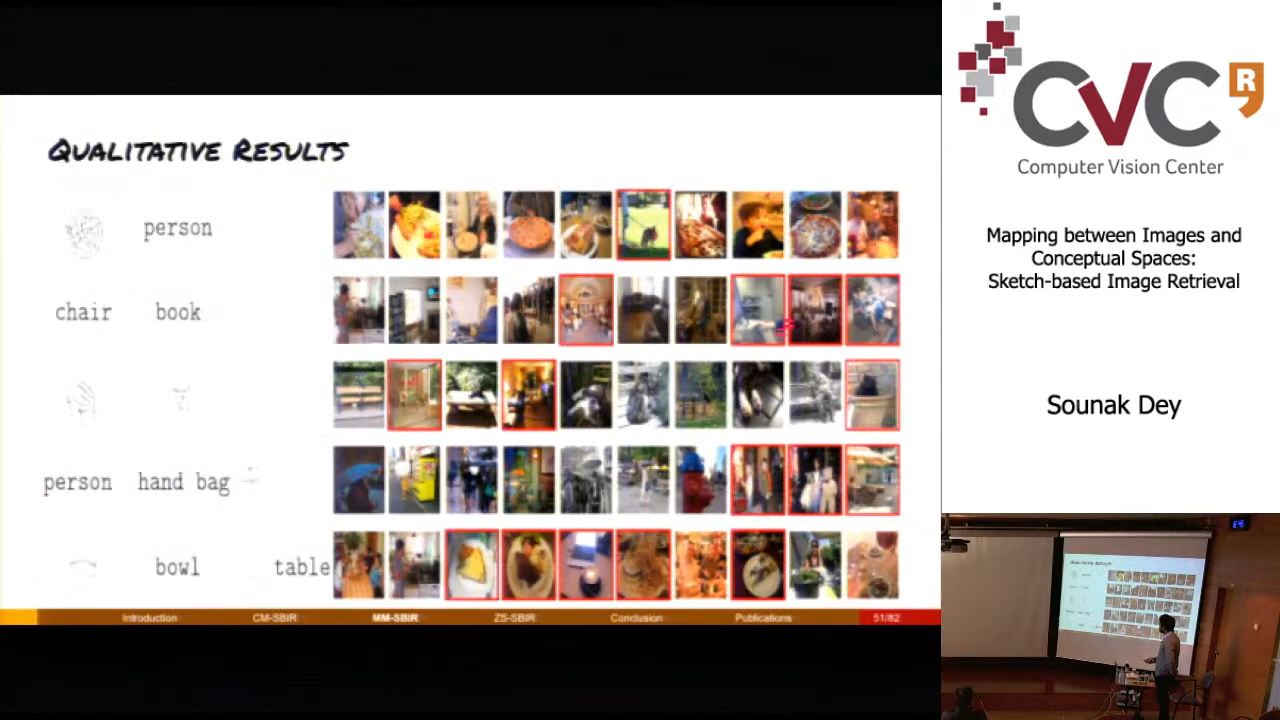 QUALITATIVE RESULTS
person
chair book
person hand bag
bowl table
Introduction CM-SBIR MM-SBIR ZS-SBIR Conclusion Publications 51/82
CVC R
Computer Vision Center
Mapping between Images and
Conceptual Spaces:
Sketch-based Image Retrieval
Sounak Dey